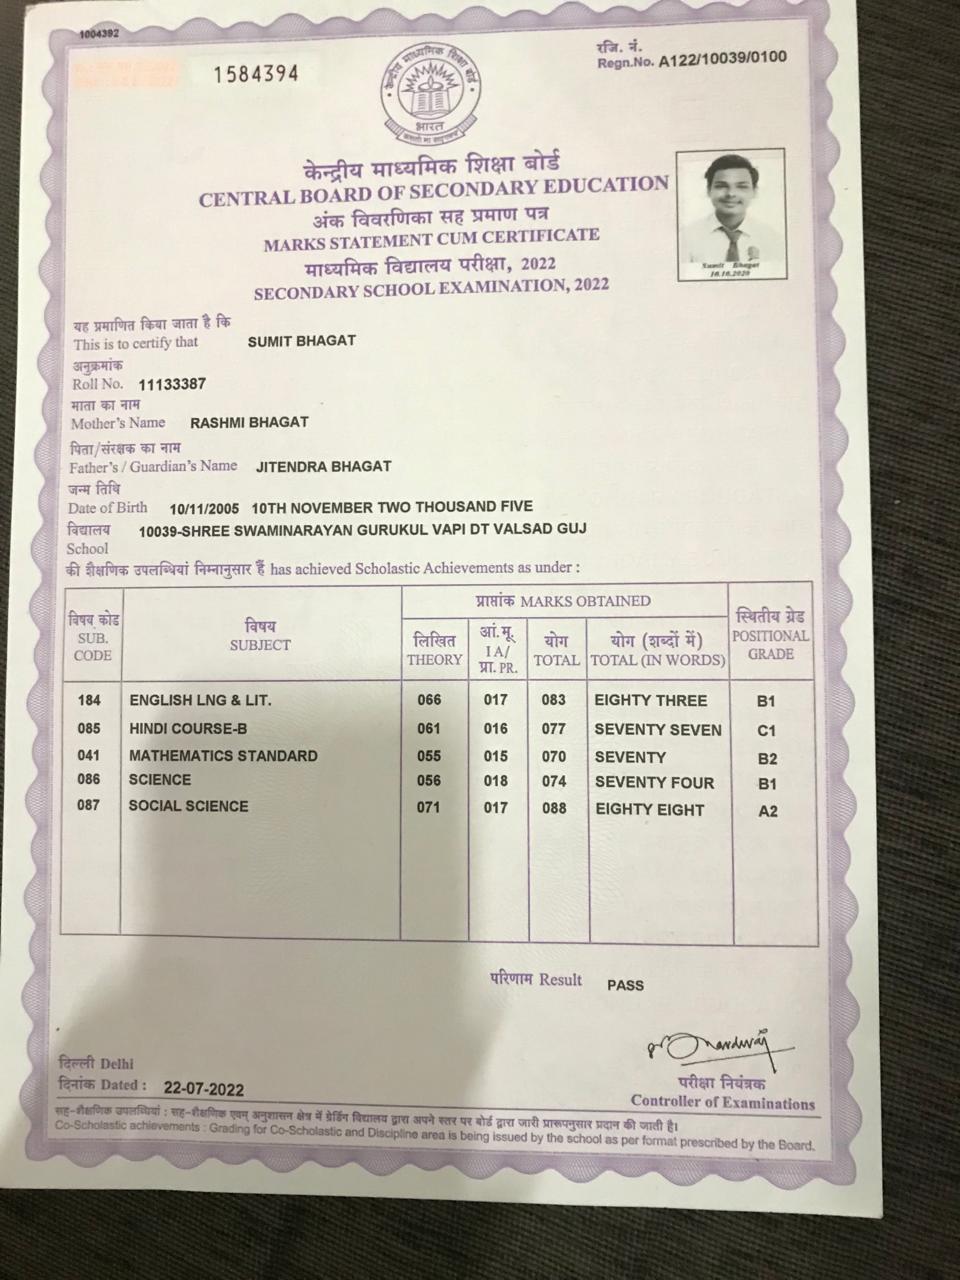 1004392
1584394
रजि. नं.
Regn.No. A122/10039/0100
केन्द्रीय माध्यमिक शिक्षा बोर्ड
भारत
केन्द्रीय माध्यमिक शिक्षा बोर्ड
CENTRAL BOARD OF SECONDARY EDUCATION
अंक विवरणिका सह प्रमाण पत्र
MARKS STATEMENT CUM CERTIFICATE
माध्यमिक विद्यालय परीक्षा, 2022
SECONDARY SCHOOL EXAMINATION, 2022
Sumit Bhagat
16.10.2020
यह प्रमाणित किया जाता है कि
This is to certify that SUMIT BHAGAT
अनुक्रमांक
Roll No. 11133387
माता का नाम
Mother's Name RASHMI BHAGAT
पिता/संरक्षक का नाम
Father's / Guardian's Name JITENDRA BHAGAT
जन्म तिथि
Date of Birth 10/11/2005 10TH NOVEMBER TWO THOUSAND FIVE
विद्यालय 10039-SHREE SWAMINARAYAN GURUKUL VAPI DT VALSAD GUJ
School
की शैक्षणिक उपलब्धियां निम्नानुसार हैं has achieved Scholastic Achievements as under :
विषय कोड SUB. CODE विषय SUBJECT प्राप्तांक MARKS OBTAINED स्थितीय ग्रेड POSITIONAL GRADE
लिखित THEORY आं.मू. I A/ प्रा. PR. योग TOTAL योग (शब्दों में) TOTAL (IN WORDS)
184 ENGLISH LNG & LIT. 066 017 083 EIGHTY THREE B1
085 HINDI COURSE-B 061 016 077 SEVENTY SEVEN C1
041 MATHEMATICS STANDARD 055 015 070 SEVENTY B2
086 SCIENCE 056 018 074 SEVENTY FOUR B1
087 SOCIAL SCIENCE 071 017 088 EIGHTY EIGHT A2
परिणाम Result PASS
दिल्ली Delhi
दिनांक Dated : 22-07-2022
परीक्षा नियंत्रक
Controller of Examinations
सह-शैक्षणिक उपलब्धियां : सह-शैक्षणिक एवम् अनुशासन क्षेत्र में ग्रेडिंग विद्यालय द्वारा अपने स्तर पर बोर्ड द्वारा जारी प्रारूपनुसार प्रदान की जाती है।
Co-Scholastic achievements : Grading for Co-Scholastic and Discipline area is being issued by the school as per format prescribed by the Board.